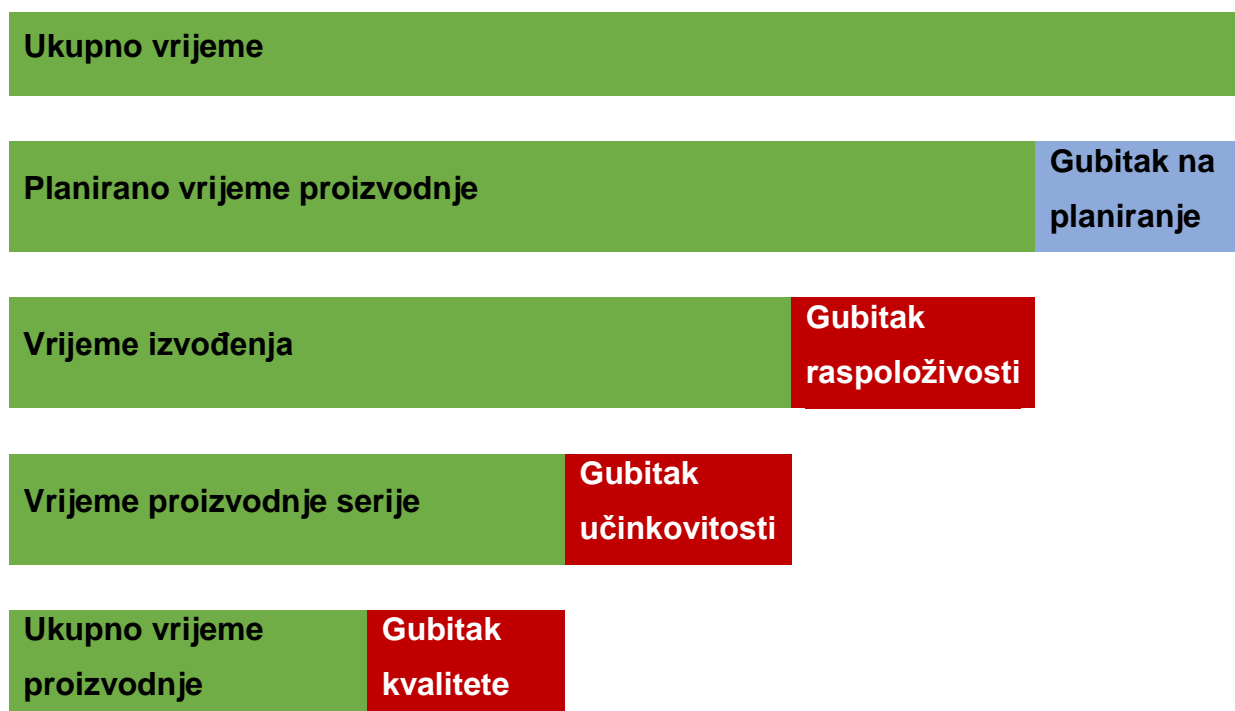 Ukupno vrijeme
Planirano vrijeme proizvodnje
Gubitak na
planiranje
Vrijeme izvođenja
Gubitak
raspoloživosti
Vrijeme proizvodnje serije
Gubitak
učinkovitosti
Ukupno vrijeme
proizvodnje
Gubitak
kvalitete